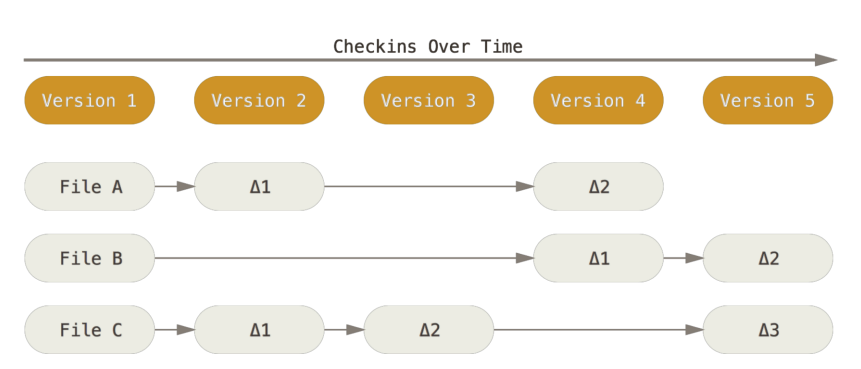 Checkins Over Time
Version 1 Version 2 Version 3 Version 4 Version 5
File A Δ1 Δ2
File B Δ1 Δ2
File C Δ1 Δ2 Δ3